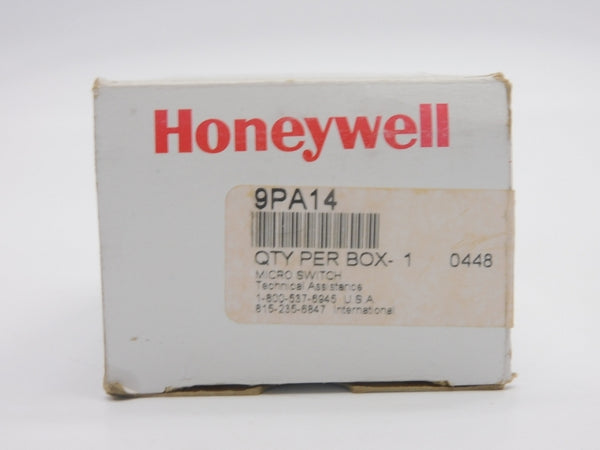 Honeywell
9PA14
QTY PER BOX- 1 0448
MICRO SWITCH
Technical Assistance
1-800-537-6945 U.S.A
815-235-6847 International